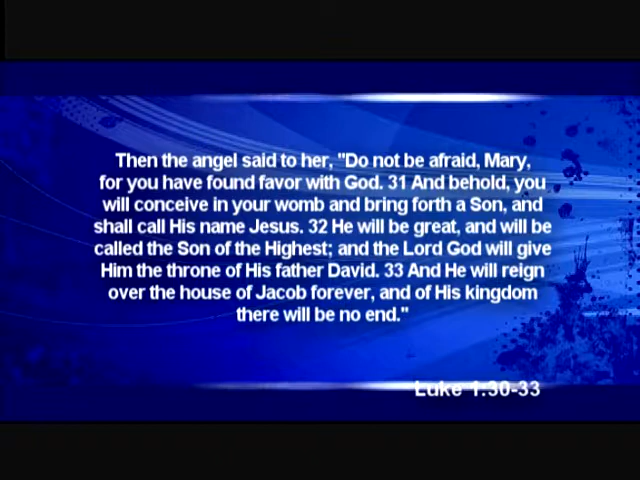 Then the angel said to her, "Do not be afraid, Mary,
for you have found favor with God. 31 And behold, you
will conceive in your womb and bring forth a Son, and
shall call His name Jesus. 32 He will be great, and will be
called the Son of the Highest; and the Lord God will give
Him the throne of His father David. 33 And He will reign
over the house of Jacob forever, and of His kingdom
there will be no end."
Luke 1:30-33